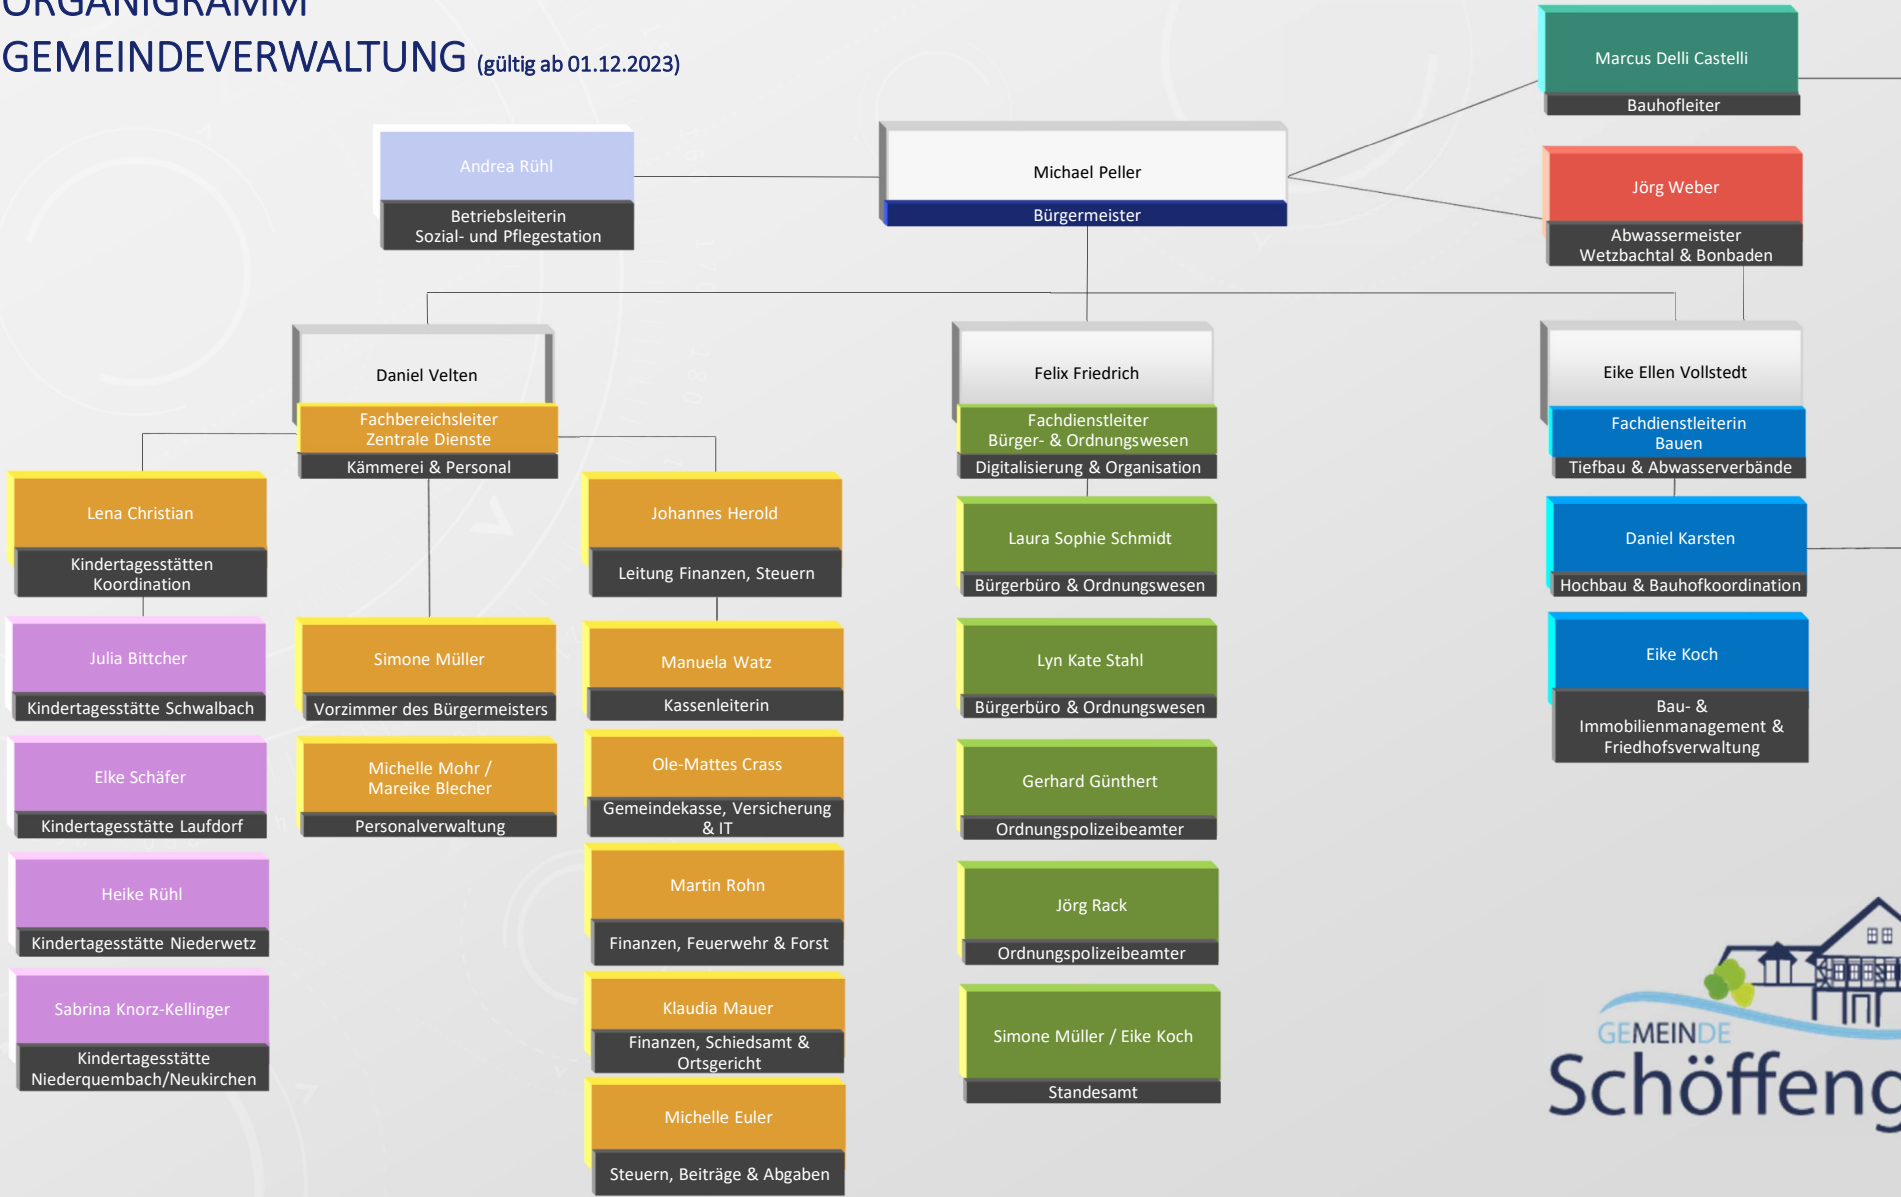 ORGANIGRAMM
GEMEINDEVERWALTUNG (gültig ab 01.12.2023)
Marcus Delli Castelli
Bauhofleiter
Andrea Rühl
Betriebsleiterin
Sozial- und Pflegestation
Michael Peller
Bürgermeister
Jörg Weber
Abwassermeister
Wetzbachtal & Bonbaden
Daniel Velten
Fachbereichsleiter
Zentrale Dienste
Kämmerei & Personal
Lena Christian
Kindertagesstätten
Koordination
Julia Bittcher
Kindertagesstätte Schwalbach
Elke Schäfer
Kindertagesstätte Laufdorf
Heike Rühl
Kindertagesstätte Niederwetz
Sabrina Knorz-Kellinger
Kindertagesstätte
Niederquembach/Neukirchen
Simone Müller
Vorzimmer des Bürgermeisters
Michelle Mohr /
Mareike Blecher
Personalverwaltung
Johannes Herold
Leitung Finanzen, Steuern
Manuela Watz
Kassenleiterin
Ole-Mattes Crass
Gemeindekasse, Versicherung
& IT
Martin Rohn
Finanzen, Feuerwehr & Forst
Klaudia Mauer
Finanzen, Schiedsamt &
Ortsgericht
Michelle Euler
Steuern, Beiträge & Abgaben
Felix Friedrich
Fachdienstleiter
Bürger- & Ordnungswesen
Digitalisierung & Organisation
Laura Sophie Schmidt
Bürgerbüro & Ordnungswesen
Lyn Kate Stahl
Bürgerbüro & Ordnungswesen
Gerhard Günthert
Ordnungspolizeibeamter
Jörg Rack
Ordnungspolizeibeamter
Simone Müller / Eike Koch
Standesamt
Eike Ellen Vollstedt
Fachdienstleiterin
Bauen
Tiefbau & Abwasserverbände
Daniel Karsten
Hochbau & Bauhofkoordination
Eike Koch
Bau- &
Immobilienmanagement &
Friedhofsverwaltung
GEMEINDE
Schöffeng